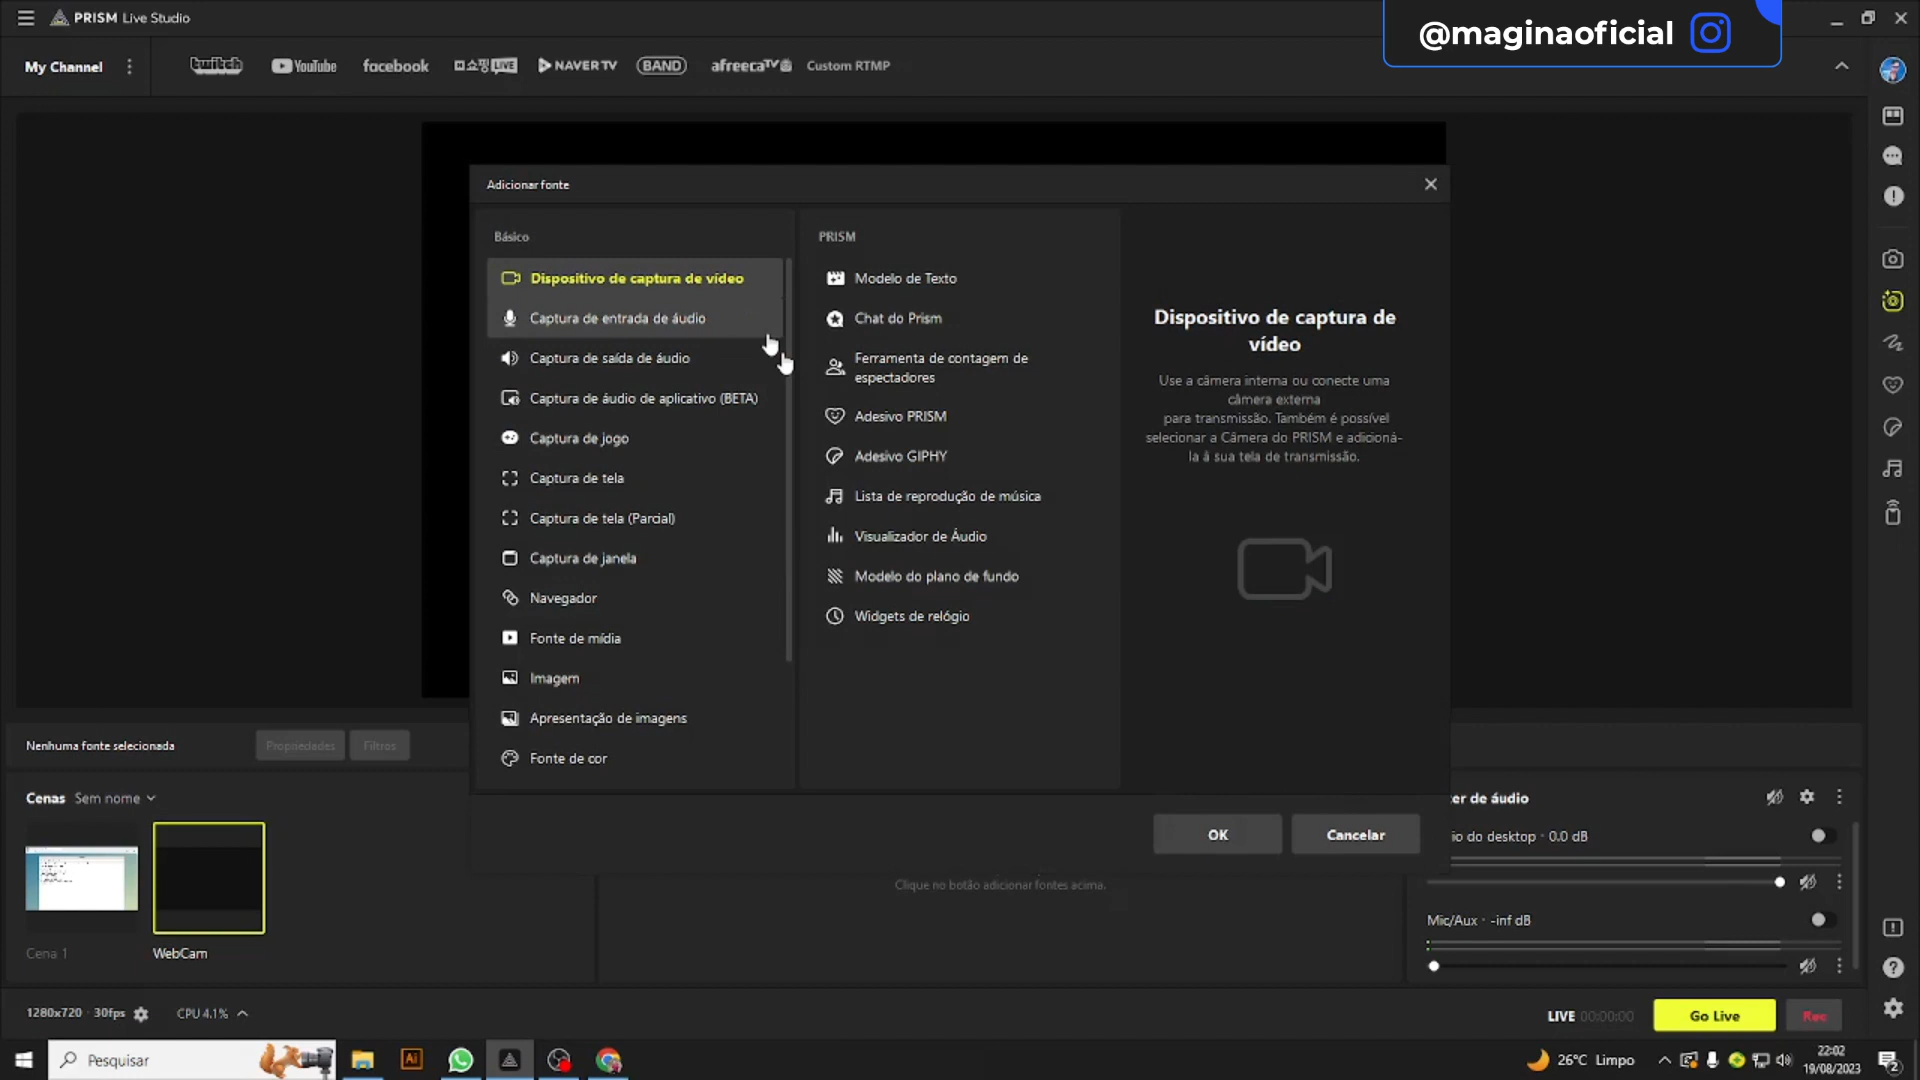 PRISM Live Studio
@maginaoficial
My Channel
twitch
YouTube
facebook
LIVE
NAVER TV
BAND
afreecaTV
Custom RTMP
Adicionar fonte
Básico
Dispositivo de captura de vídeo
Captura de entrada de áudio
Captura de saída de áudio
Captura de áudio de aplicativo (BETA)
Captura de jogo
Captura de tela
Captura de tela (Parcial)
Captura de janela
Navegador
Fonte de mídia
Imagem
Apresentação de imagens
Fonte de cor
PRISM
Modelo de Texto
Chat do Prism
Ferramenta de contagem de
espectadores
Adesivo PRISM
Adesivo GIPHY
Lista de reprodução de música
Visualizador de Áudio
Modelo do plano de fundo
Widgets de relógio
Dispositivo de captura de
vídeo
Use a câmera interna ou conecte uma
câmera externa
para transmissão. Também é possível
selecionar a Câmera do PRISM e adicioná-
la à sua tela de transmissão.
OK
Cancelar
Nenhuma fonte selecionada
Propriedades
Filtros
Cenas Sem nome
Cena 1
WebCam
Clique no botão adicionar fontes acima.
er de áudio
io do desktop · 0.0 dB
Mic/Aux · -inf dB
1280x720 · 30fps
CPU 4.1%
LIVE 00:00:00
Go Live
Rec
Pesquisar
Ai
26°C Limpo
22:02
19/08/2023
2